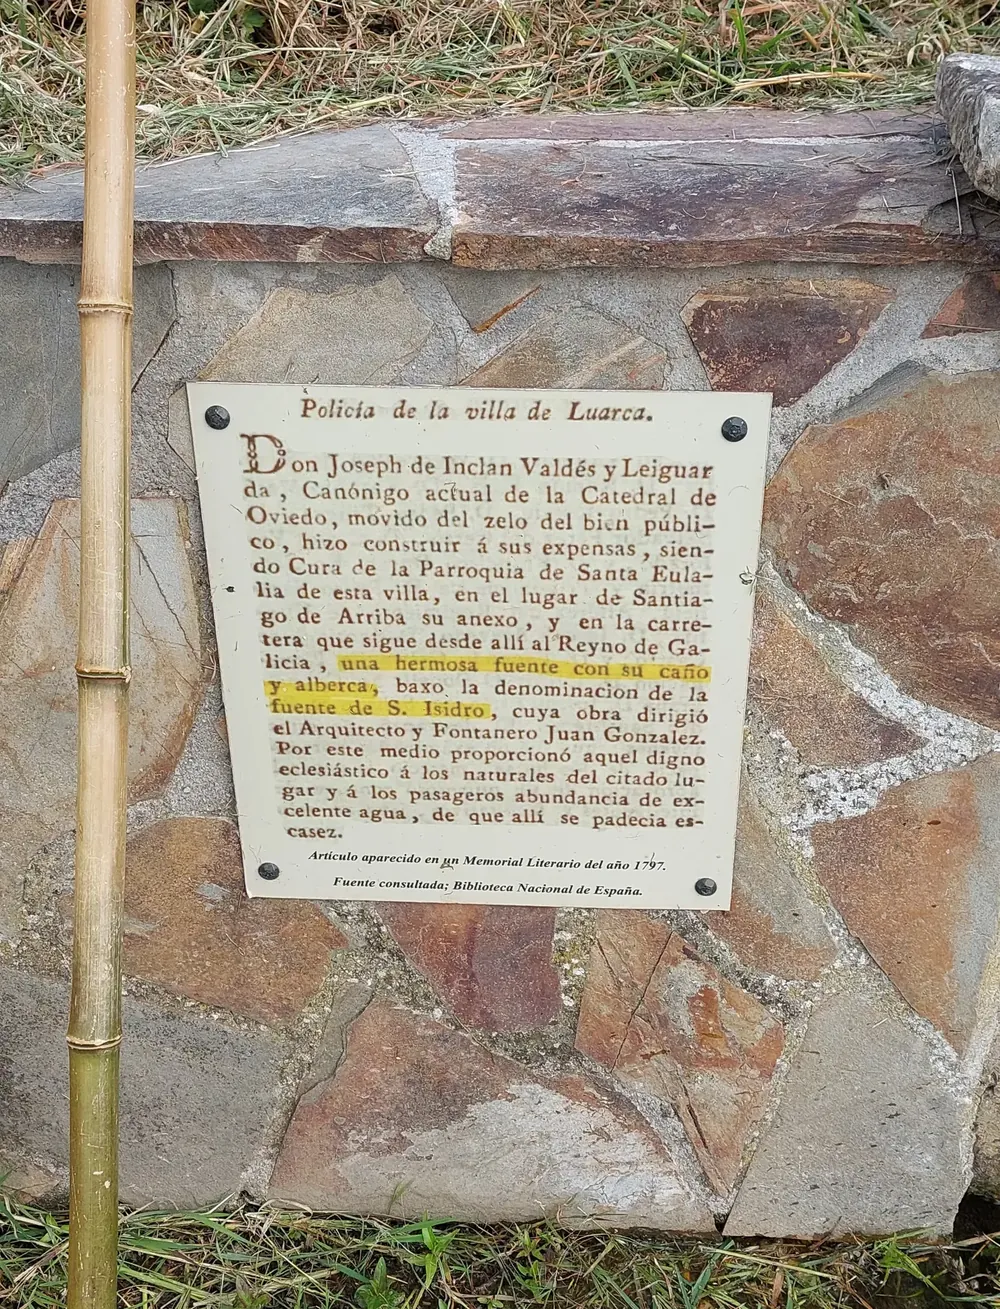 Policía de la villa de Luarca.
Don Joseph de Inclan Valdés y Leiguar
da, Canónigo actual de la Catedral de
Oviedo, movido del zelo del bien públi-
co, hizo construir á sus expensas, sien-
do Cura de la Parroquia de Santa Eula-
lia de esta villa, en el lugar de Santia-
go de Arriba su anexo, y en la carre-
tera que sigue desde allí al Reyno de Ga-
licia, una hermosa fuente con su caño
y alberca, baxo la denominacion de la
fuente de S. Isidro, cuya obra dirigió
el Arquitecto y Fontanero Juan Gonzalez.
Por este medio proporcionó aquel digno
eclesiástico á los naturales del citado lu-
gar y á los pasageros abundancia de ex-
celente agua, de que allí se padecia es-
casez.
Artículo aparecido en un Memorial Literario del año 1797.
Fuente consultada; Biblioteca Nacional de España.